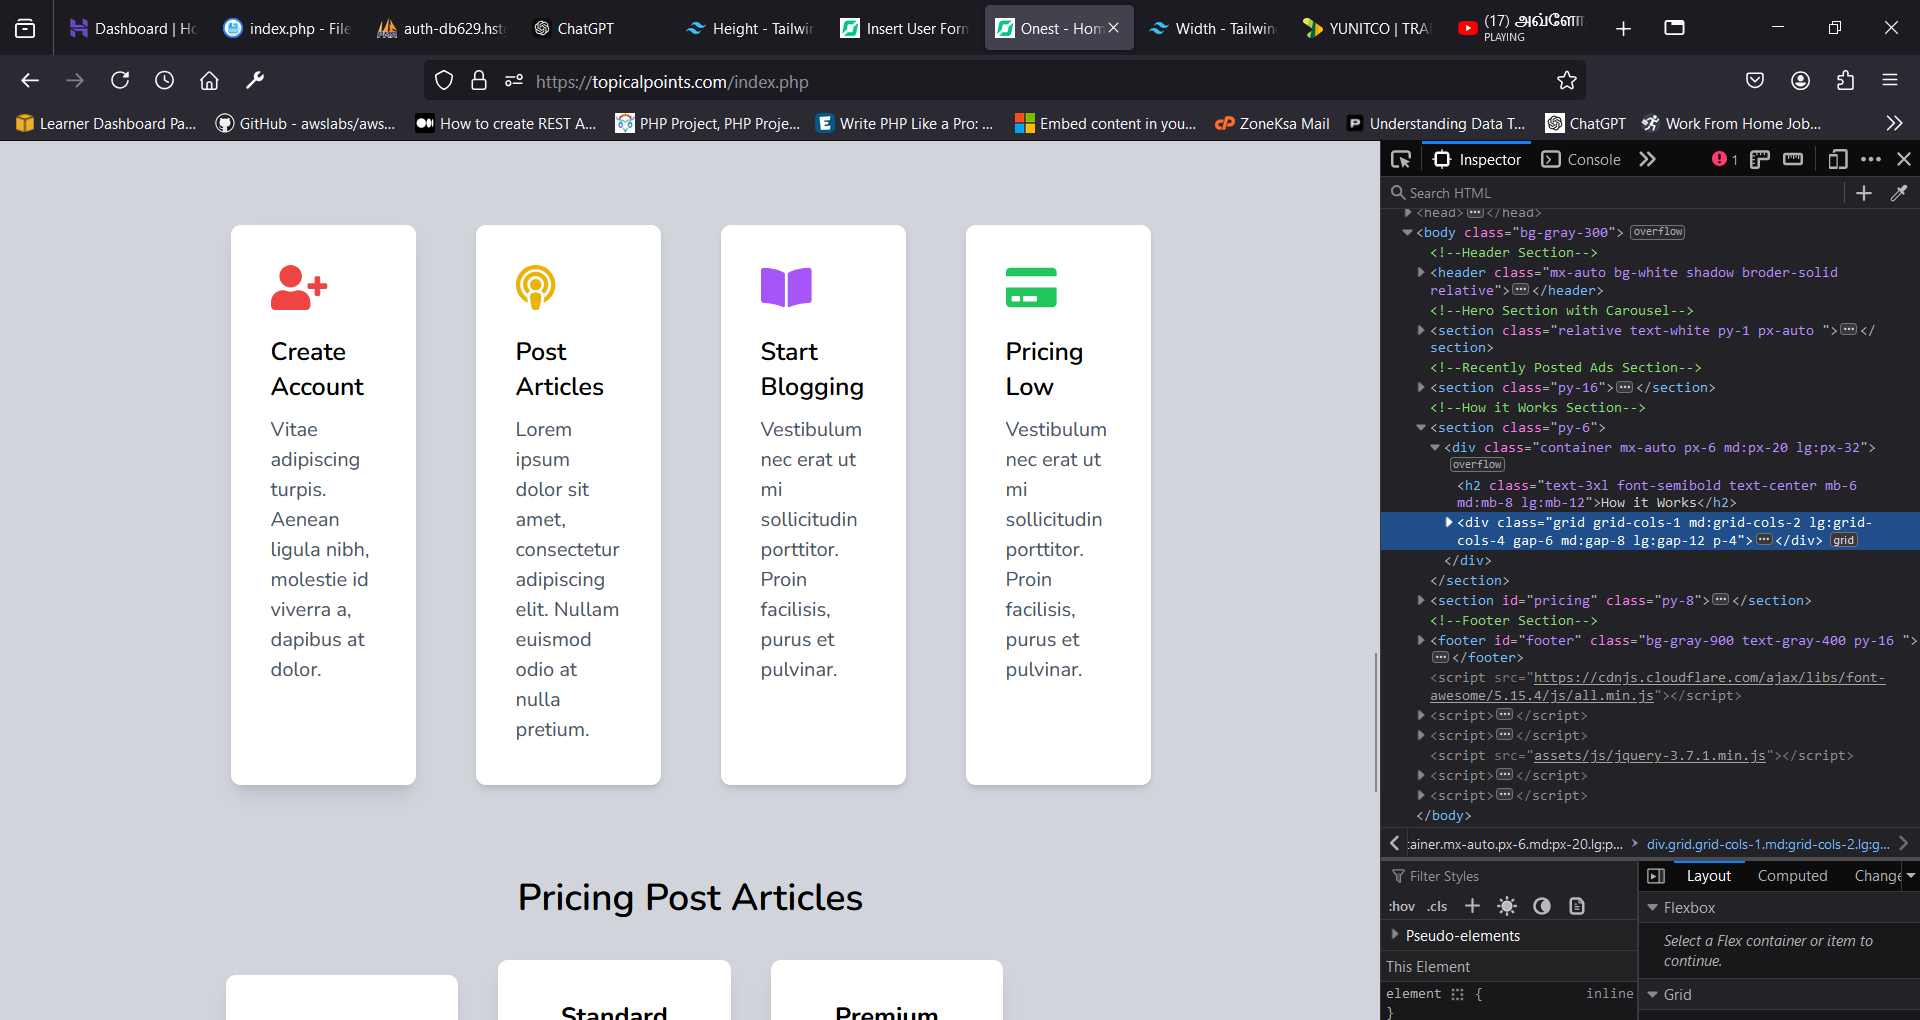 Dashboard | Ho
index.php - File
auth-db629.hst
ChatGPT
Height - Tailwin
Insert User Form
Onest - Hom
Width - Tailwin
YUNITCO | TRA
(17) அவ்ளோ
PLAYING
https://topicalpoints.com/index.php
Learner Dashboard Pa...
GitHub - awslabs/aws...
How to create REST A...
PHP Project, PHP Proje...
Write PHP Like a Pro: ...
Embed content in you...
ZoneKsa Mail
Understanding Data T...
ChatGPT
Work From Home Job...
Create
Account
Vitae
adipiscing
turpis.
Aenean
ligula nibh,
molestie id
viverra a,
dapibus at
dolor.
Post
Articles
Lorem
ipsum
dolor sit
amet,
consectetur
adipiscing
elit. Nullam
euismod
odio at
nulla
pretium.
Start
Blogging
Vestibulum
nec erat ut
mi
sollicitudin
porttitor.
Proin
facilisis,
purus et
pulvinar.
Pricing
Low
Vestibulum
nec erat ut
mi
sollicitudin
porttitor.
Proin
facilisis,
purus et
pulvinar.
Pricing Post Articles
Standard
Premium
Inspector
Console
1
Search HTML
<head>···</head>
<body class="bg-gray-300"> overflow
<!--Header Section-->
<header class="mx-auto bg-white shadow broder-solid
relative">···</header>
<!--Hero Section with Carousel-->
<section class="relative text-white py-1 px-auto ">···</
section>
<!--Recently Posted Ads Section-->
<section class="py-16">···</section>
<!--How it Works Section-->
<section class="py-6">
<div class="container mx-auto px-6 md:px-20 lg:px-32">
overflow
<h2 class="text-3xl font-semibold text-center mb-6
md:mb-8 lg:mb-12">How it Works</h2>
<div class="grid grid-cols-1 md:grid-cols-2 lg:grid-
cols-4 gap-6 md:gap-8 lg:gap-12 p-4">···</div> grid
</div>
</section>
<section id="pricing" class="py-8">···</section>
<!--Footer Section-->
<footer id="footer" class="bg-gray-900 text-gray-400 py-16 ">
···</footer>
<script src="https://cdnjs.cloudflare.com/ajax/libs/font-
awesome/5.15.4/js/all.min.js"></script>
<script>···</script>
<script>···</script>
<script src="assets/js/jquery-3.7.1.min.js"></script>
<script>···</script>
<script>···</script>
</body>
tainer.mx-auto.px-6.md:px-20.lg:p...
div.grid.grid-cols-1.md:grid-cols-2.lg:g...
Filter Styles
:hov .cls
Pseudo-elements
This Element
element { inline
}
Layout
Computed
Change
Flexbox
Select a Flex container or item to
continue.
Grid